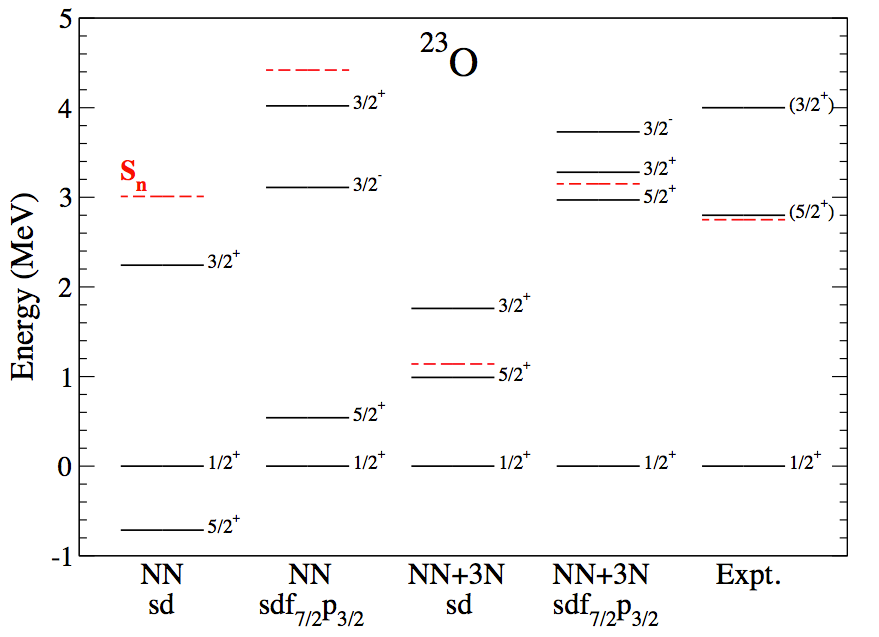 23O
5
4
3
2
1
0
-1
Energy (MeV)
Sn
3/2+
1/2+
5/2+
3/2+
3/2-
5/2+
1/2+
3/2+
5/2+
1/2+
3/2-
3/2+
5/2+
1/2+
(3/2+)
(5/2+)
1/2+
NN
sd
NN
sdf7/2p3/2
NN+3N
sd
NN+3N
sdf7/2p3/2
Expt.